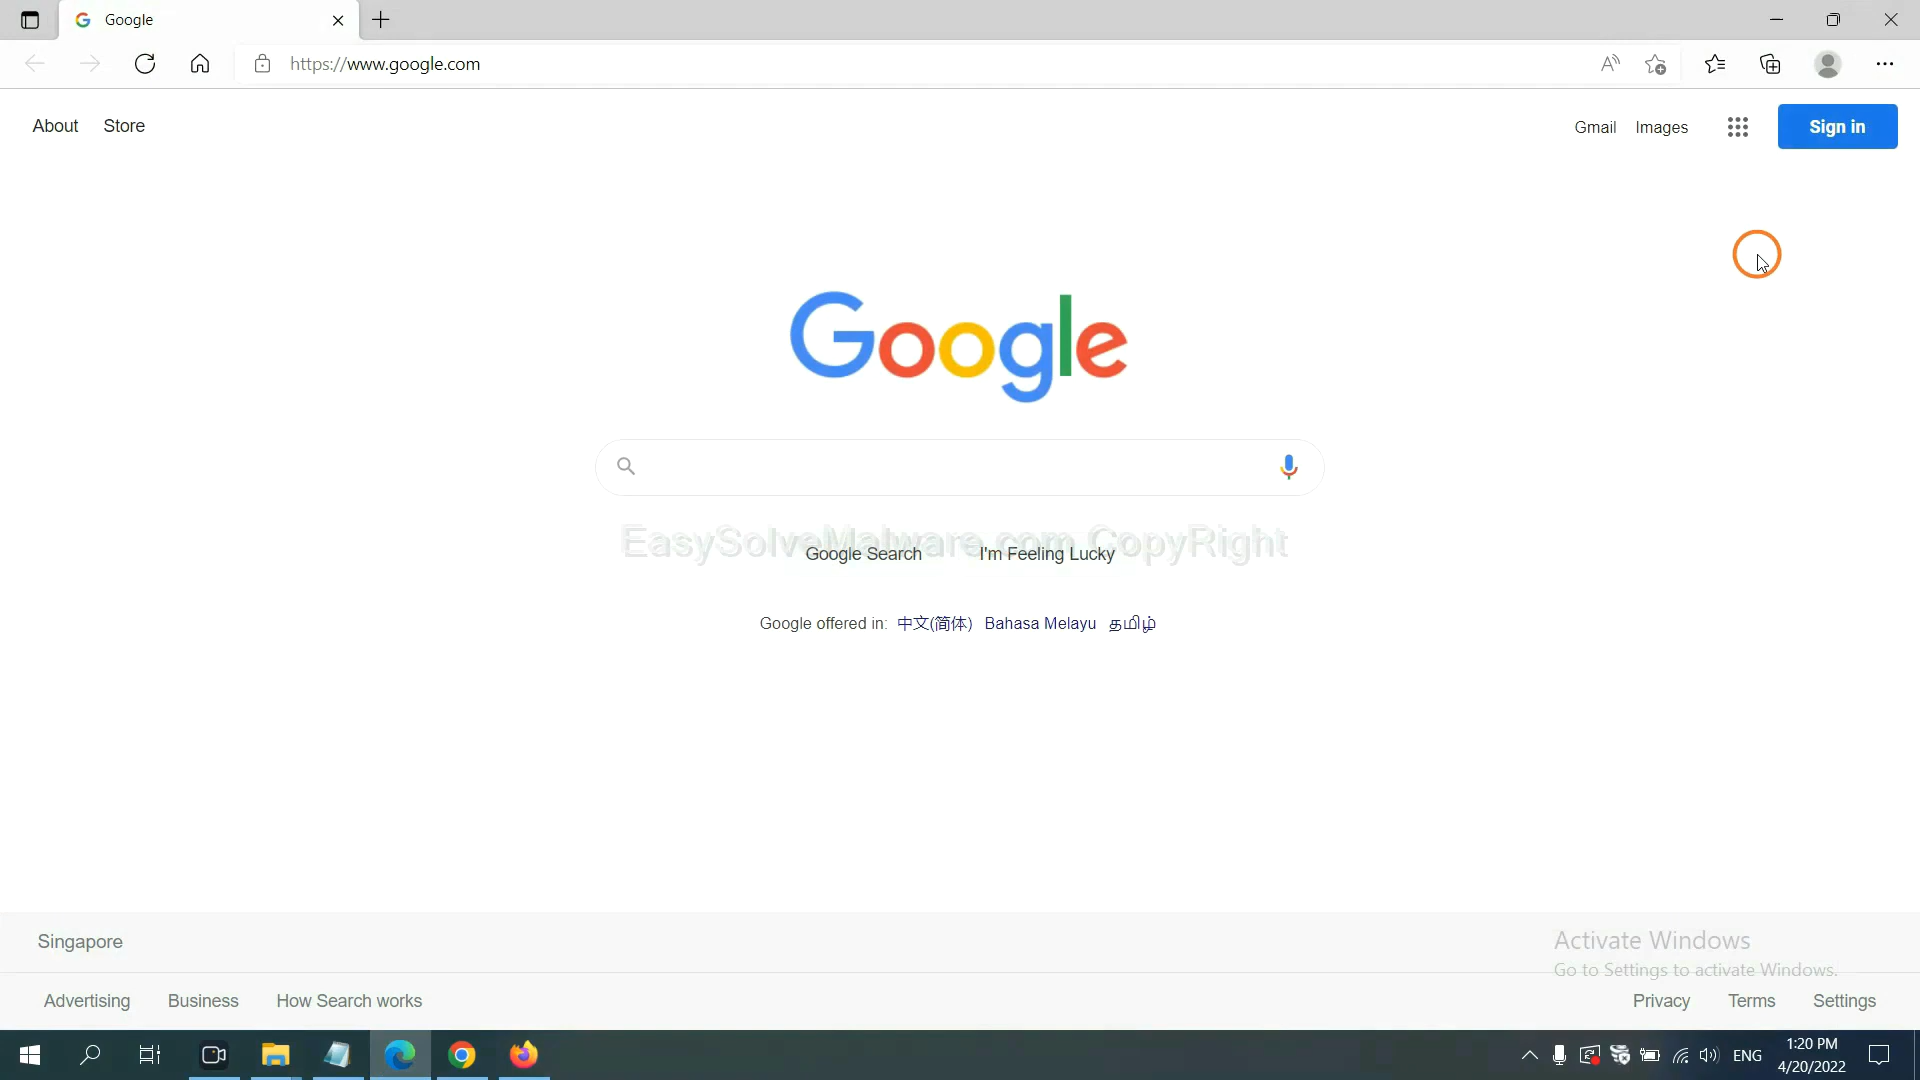 Google
https://www.google.com
About Store
Gmail Images Sign in
Google
EasySolveMalware.com CopyRight
Google Search I'm Feeling Lucky
Google offered in: 中文(简体) Bahasa Melayu தமிழ்
Singapore
Activate Windows
Go to Settings to activate Windows.
Advertising Business How Search works
Privacy Terms Settings
ENG
1:20 PM
4/20/2022